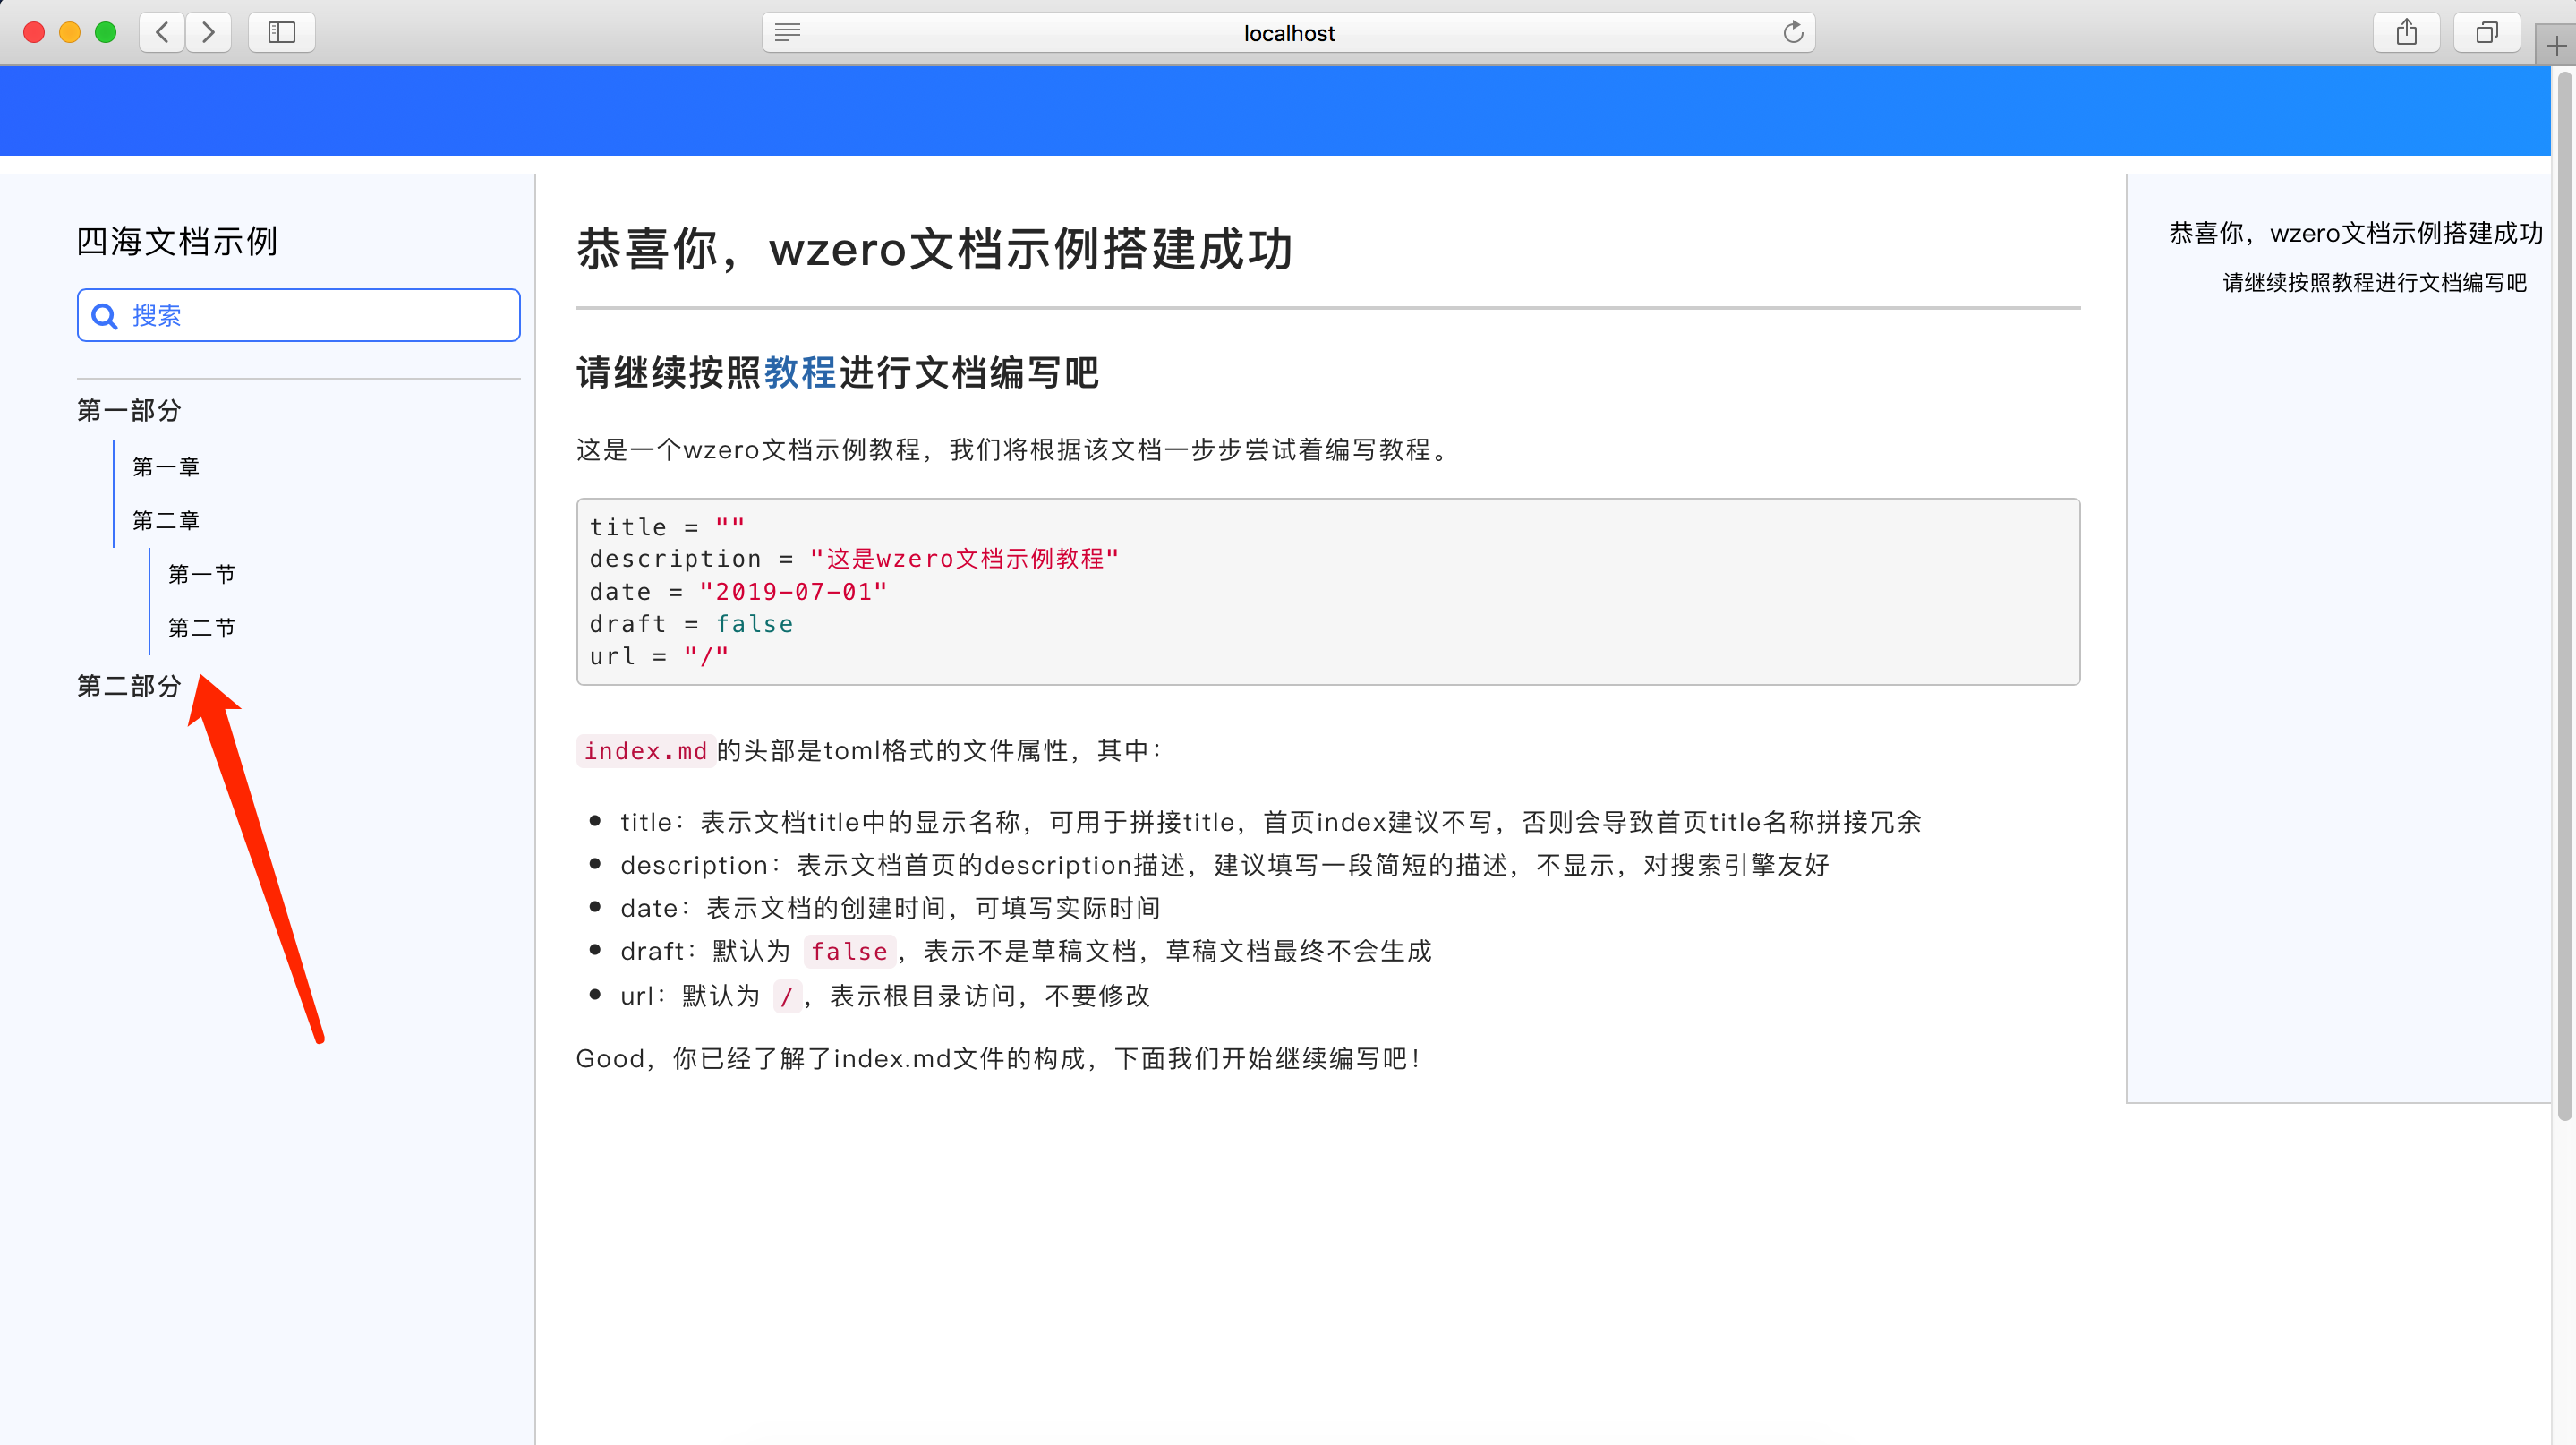 localhost
四海文档示例
搜索
第一部分
第一章
第二章
第一节
第二节
第二部分
恭喜你，wzero文档示例搭建成功
请继续按照教程进行文档编写吧
这是一个wzero文档示例教程，我们将根据该文档一步步尝试着编写教程。
title = ""
description = "这是wzero文档示例教程"
date = "2019-07-01"
draft = false
url = "/"
index.md的头部是toml格式的文件属性，其中：
title：表示文档title中的显示名称，可用于拼接title，首页index建议不写，否则会导致首页title名称拼接冗余
description：表示文档首页的description描述，建议填写一段简短的描述，不显示，对搜索引擎友好
date：表示文档的创建时间，可填写实际时间
draft：默认为 false，表示不是草稿文档，草稿文档最终不会生成
url：默认为 /，表示根目录访问，不要修改
Good，你已经了解了index.md文件的构成，下面我们开始继续编写吧！
恭喜你，wzero文档示例搭建成功
请继续按照教程进行文档编写吧